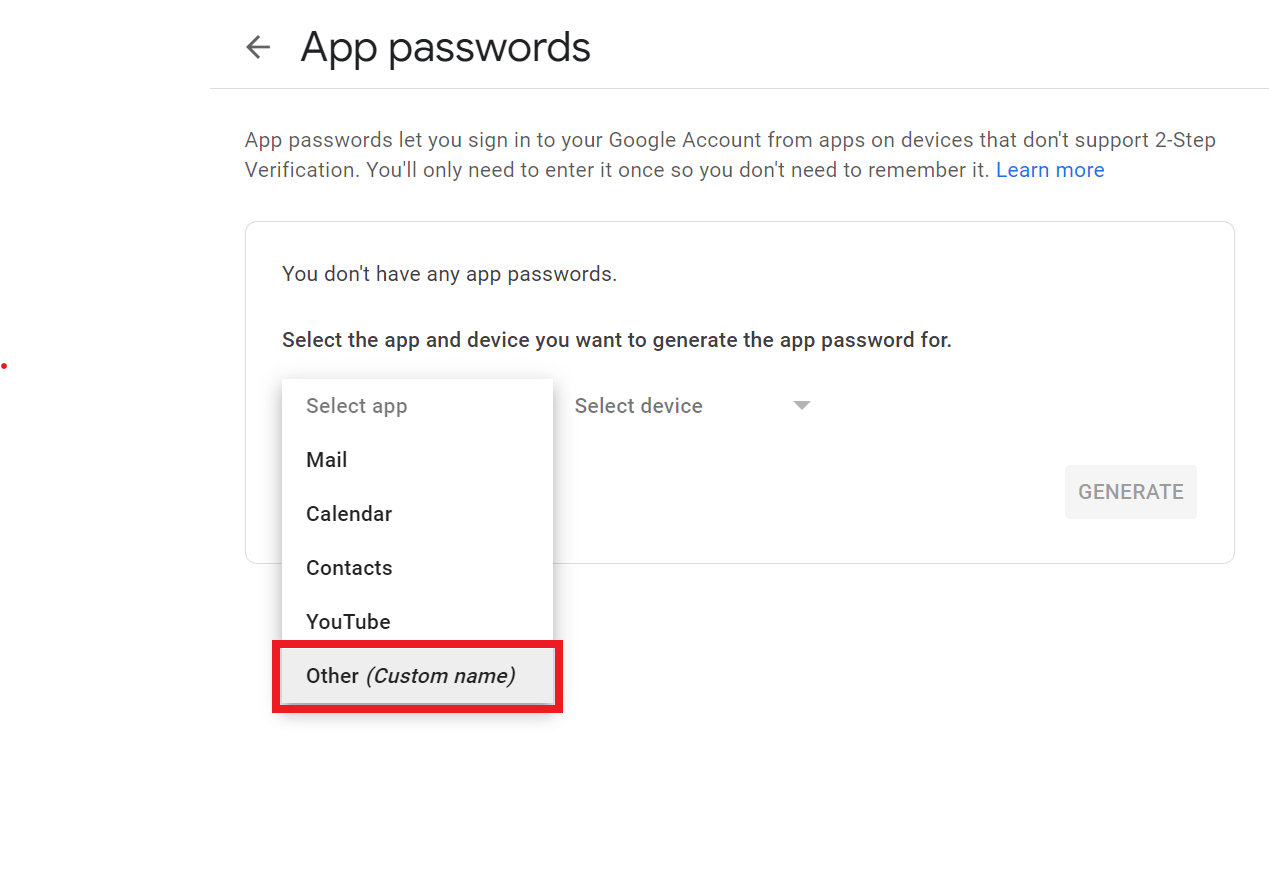 App passwords
App passwords let you sign in to your Google Account from apps on devices that don't support 2-Step
Verification. You'll only need to enter it once so you don't need to remember it. Learn more
You don't have any app passwords.
Select the app and device you want to generate the app password for.
Select app
Select device
Mail
Calendar
Contacts
YouTube
Other (Custom name)
GENERATE